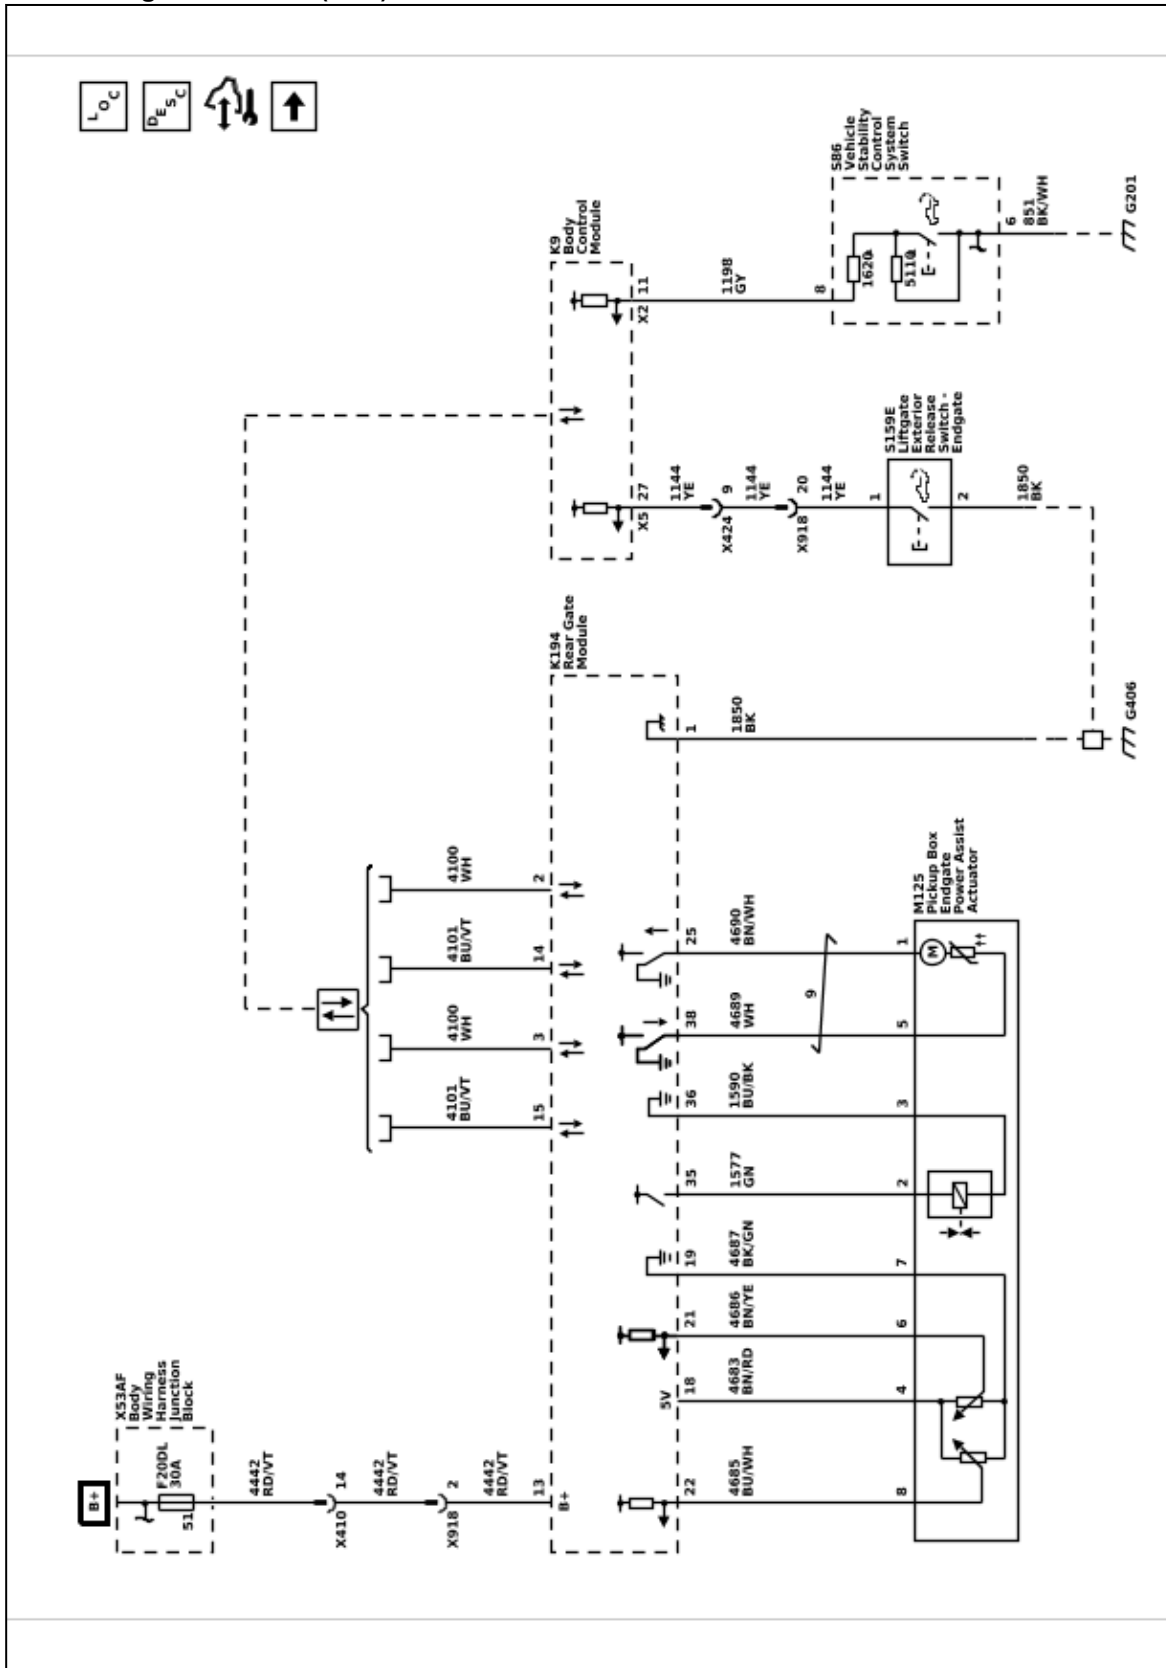 L O C
D E S C
B+
X53AF
Body
Wiring
Harness
Junction
Block
F20DL
30A
51
4442
RD/VT
14
X410
4442
RD/VT
2
X918
4442
RD/VT
13
B+
4101
BU/VT
15
4100
WH
3
4101
BU/VT
14
4100
WH
2
K194
Rear Gate
Module
22
4685
BU/WH
8
5V
18
4683
BN/RD
4
21
4686
BN/YE
6
19
4687
BK/GN
7
35
1577
GN
2
36
1590
BU/BK
3
38
4689
WH
5
9
25
4690
BN/WH
1
M
M125
Pickup Box
Endgate
Power Assist
Actuator
1
1850
BK
G406
K9
Body
Control
Module
27
X5
1144
YE
9
X424
1144
YE
20
X918
1144
YE
1
S159E
Liftgate
Exterior
Release
Switch -
Endgate
2
1850
BK
11
X2
1198
GY
8
S86
Vehicle
Stability
Control
System
Switch
6
851
BK/WH
G201